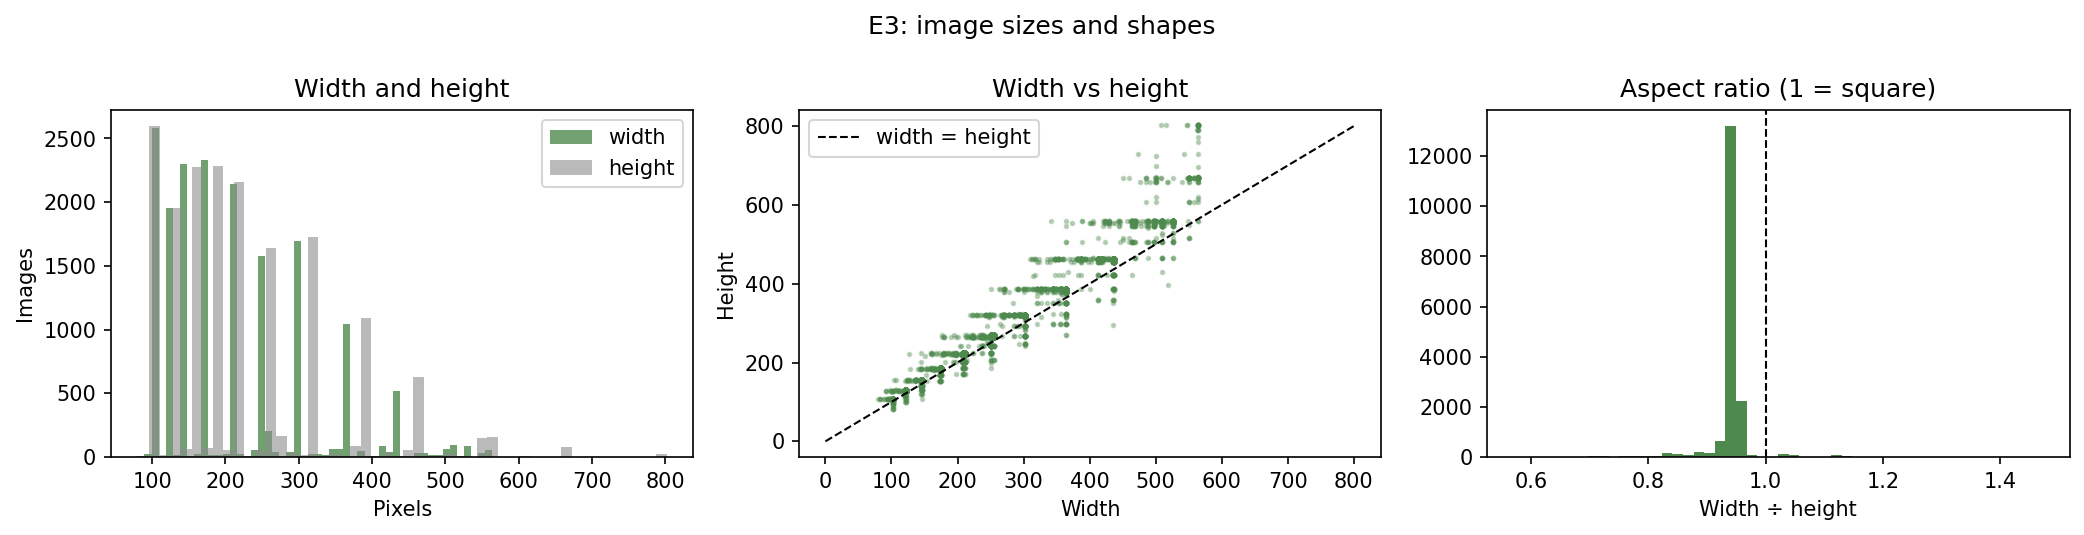 E3: image sizes and shapes
Width and height
2500
2000
1500
1000
500
0
Images
100 200 300 400 500 600 700 800
Pixels
width
height
Width vs height
800
600
400
200
0
Height
0 100 200 300 400 500 600 700 800
Width
width = height
Aspect ratio (1 = square)
12000
10000
8000
6000
4000
2000
0
0.6 0.8 1.0 1.2 1.4
Width ÷ height